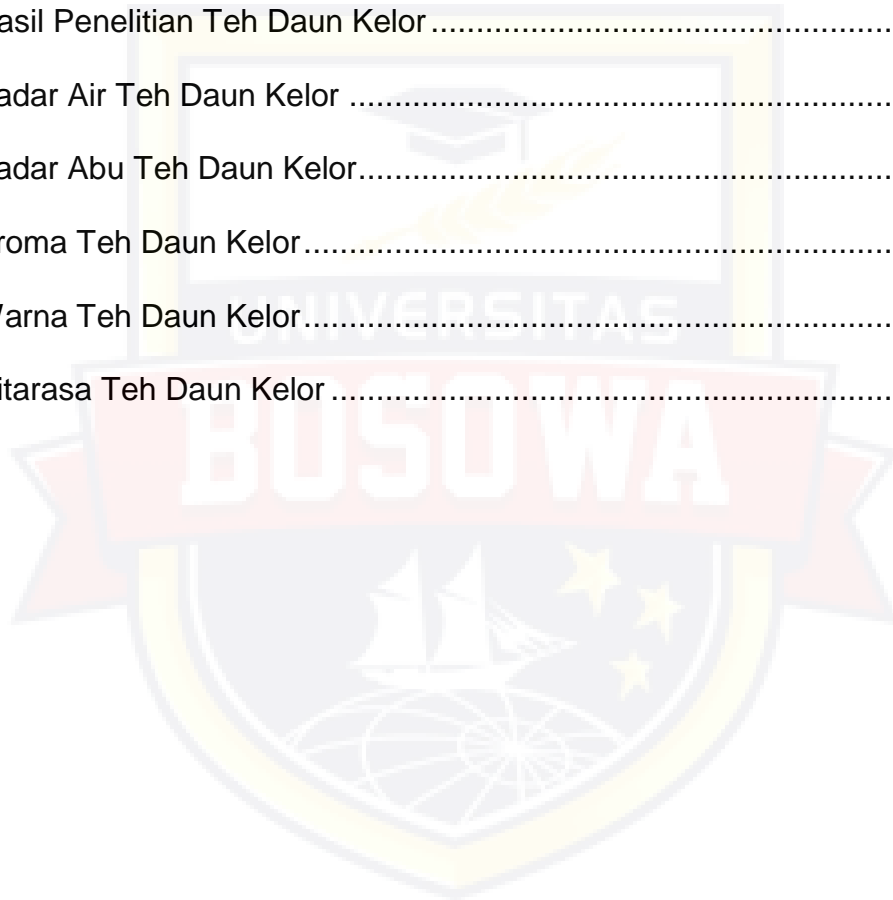 asil Penelitian Teh Daun Kelor ....................................................
adar Air Teh Daun Kelor .............................................................
adar Abu Teh Daun Kelor............................................................
roma Teh Daun Kelor..................................................................
arna Teh Daun Kelor..................................................................
itarasa Teh Daun Kelor ...............................................................
UNIVERSITAS
BOSOWA